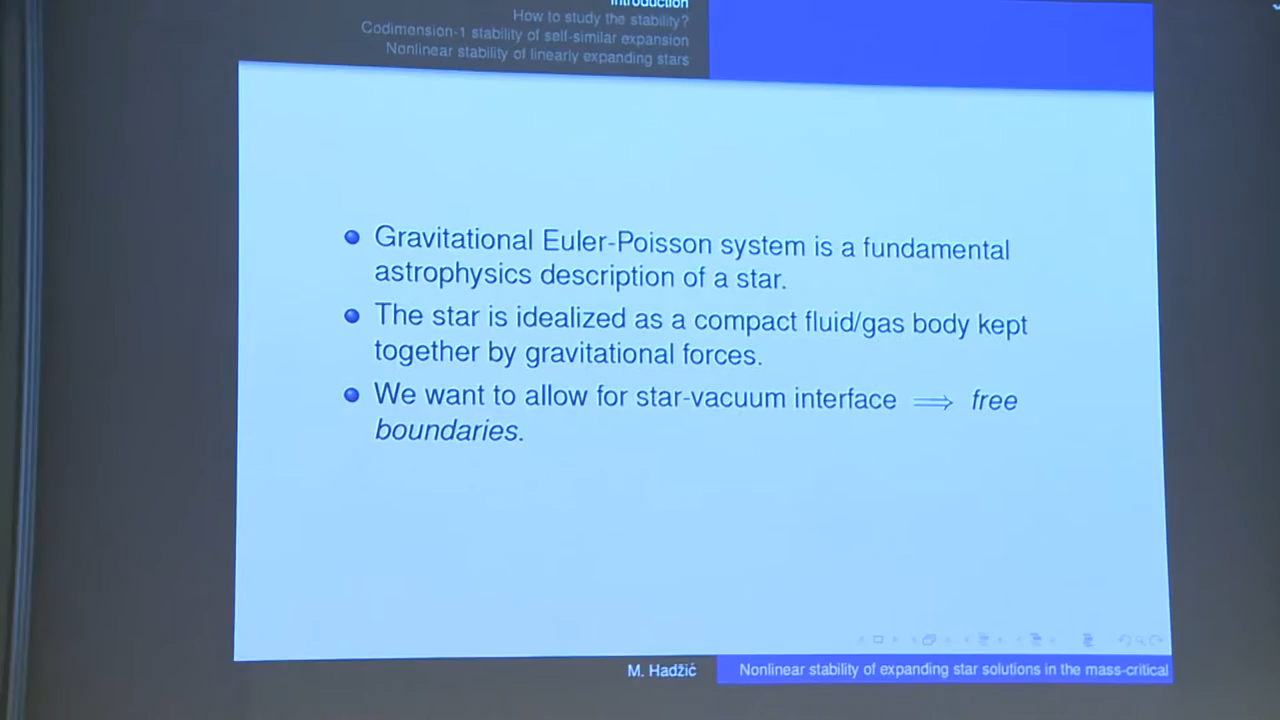 Introduction
How to study the stability?
Codimension-1 stability of self-similar expansion
Nonlinear stability of linearly expanding stars
Gravitational Euler-Poisson system is a fundamental
astrophysics description of a star.
The star is idealized as a compact fluid/gas body kept
together by gravitational forces.
We want to allow for star-vacuum interface ⟹ free
boundaries.
M. Hadžić
Nonlinear stability of expanding star solutions in the mass-critical